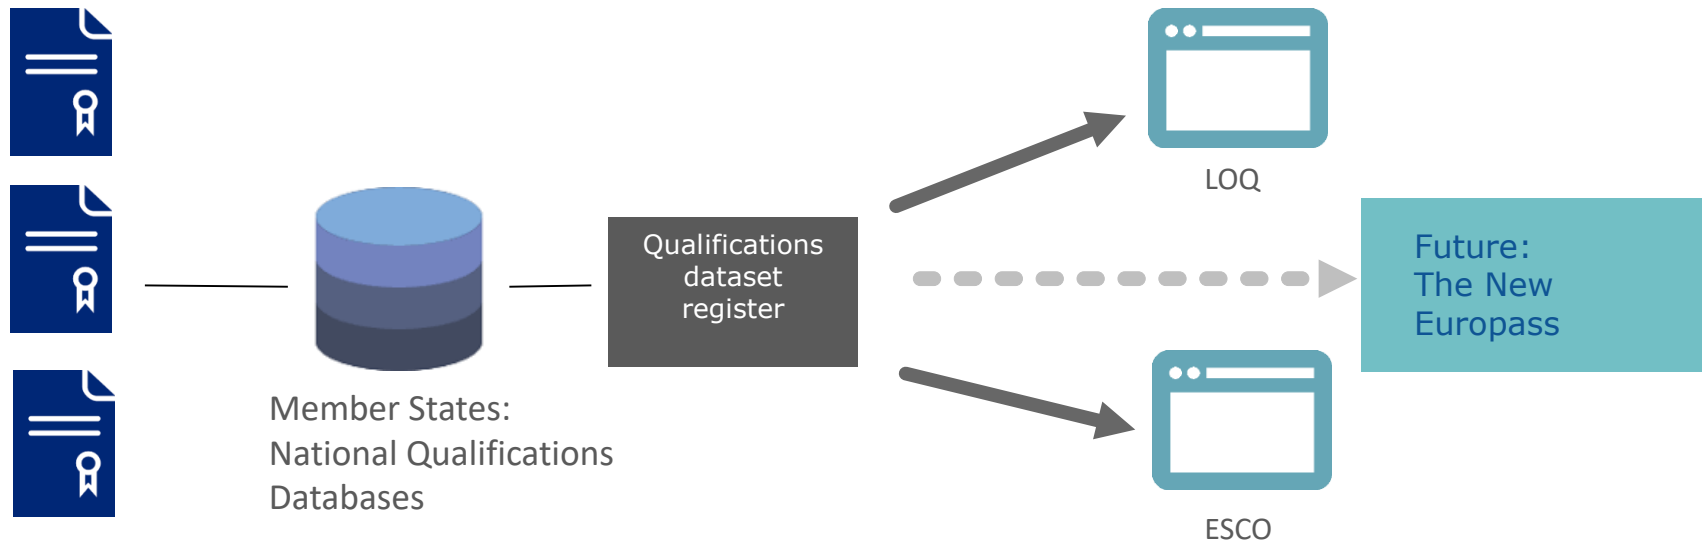 LOQ
Qualifications
dataset
register
Future:
The New
Europass
Member States:
National Qualifications
Databases
ESCO